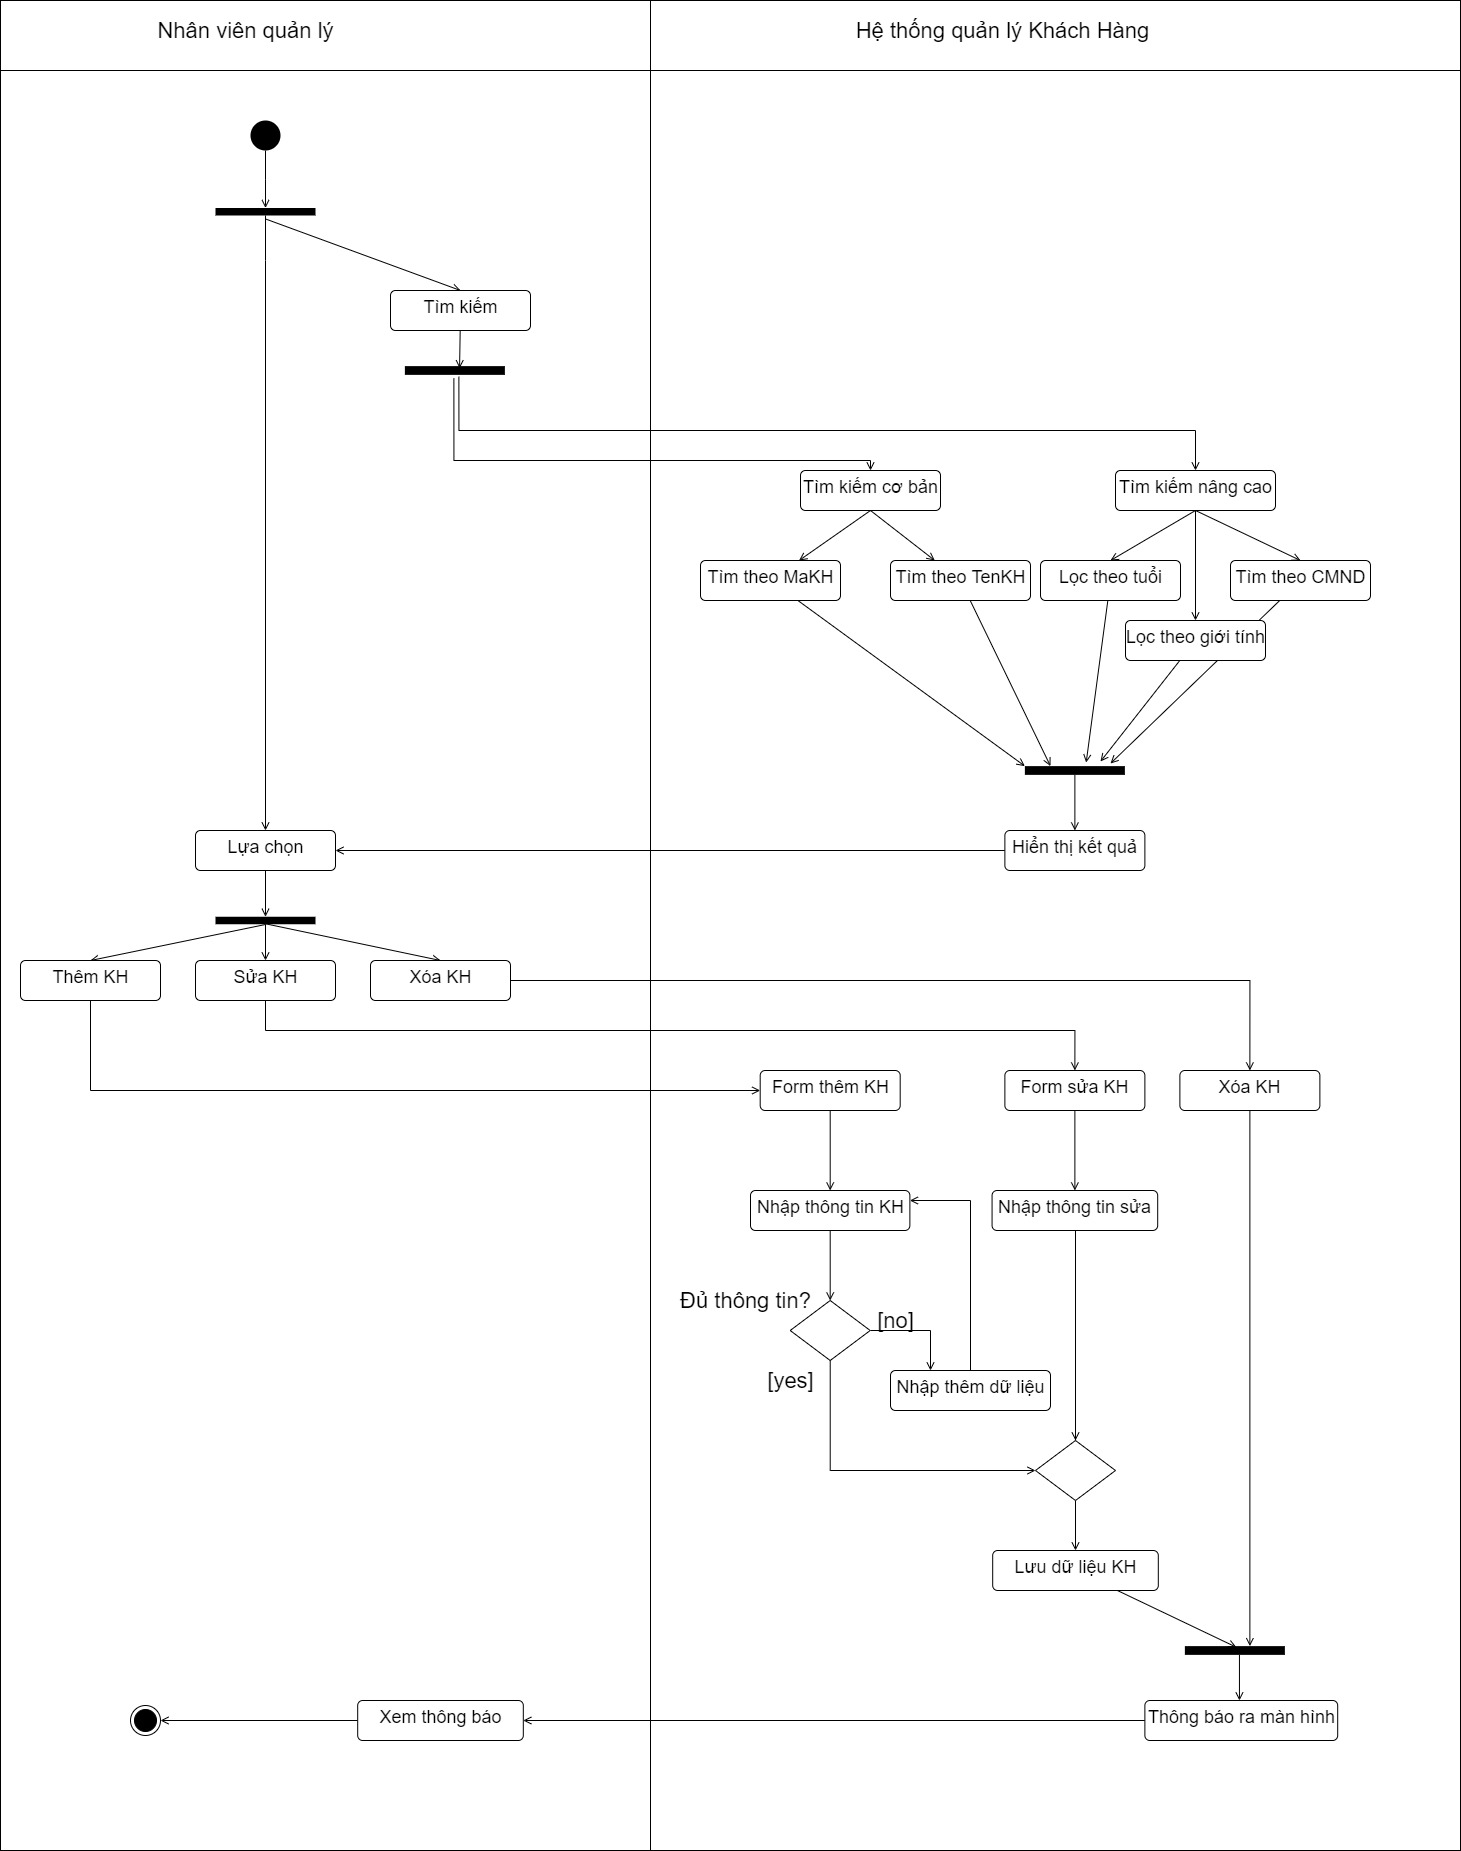 Nhân viên quản lý
Hệ thống quản lý Khách Hàng
Tìm kiếm
Tìm kiếm cơ bản
Tìm kiếm nâng cao
Tìm theo MaKH
Tìm theo TenKH
Lọc theo tuổi
Tìm theo CMND
Lọc theo giới tính
Lựa chọn
Hiển thị kết quả
Thêm KH
Sửa KH
Xóa KH
Form thêm KH
Form sửa KH
Xóa KH
Nhập thông tin KH
Nhập thông tin sửa
Đủ thông tin?
[no]
[yes]
Nhập thêm dữ liệu
Lưu dữ liệu KH
Xem thông báo
Thông báo ra màn hình